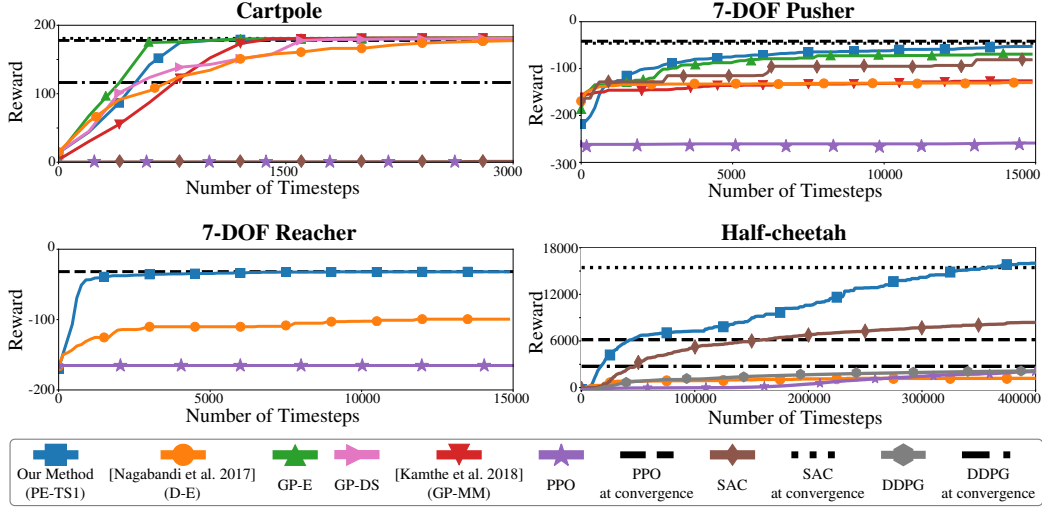 Cartpole
200
100
0
0
1500
3000
Reward
Number of Timesteps
7-DOF Pusher
0
-100
-200
-300
0
5000
10000
15000
Reward
Number of Timesteps
7-DOF Reacher
0
-100
-200
0
5000
10000
15000
Reward
Number of Timesteps
Half-cheetah
18000
14000
6000
0
0
100000
200000
300000
400000
Reward
Number of Timesteps
Our Method
(PE-TS1)
[Nagabandi et al. 2017]
(D-E)
GP-E
GP-DS
[Kamthe et al. 2018]
(GP-MM)
PPO
PPO
at convergence
SAC
SAC
at convergence
DDPG
DDPG
at convergence